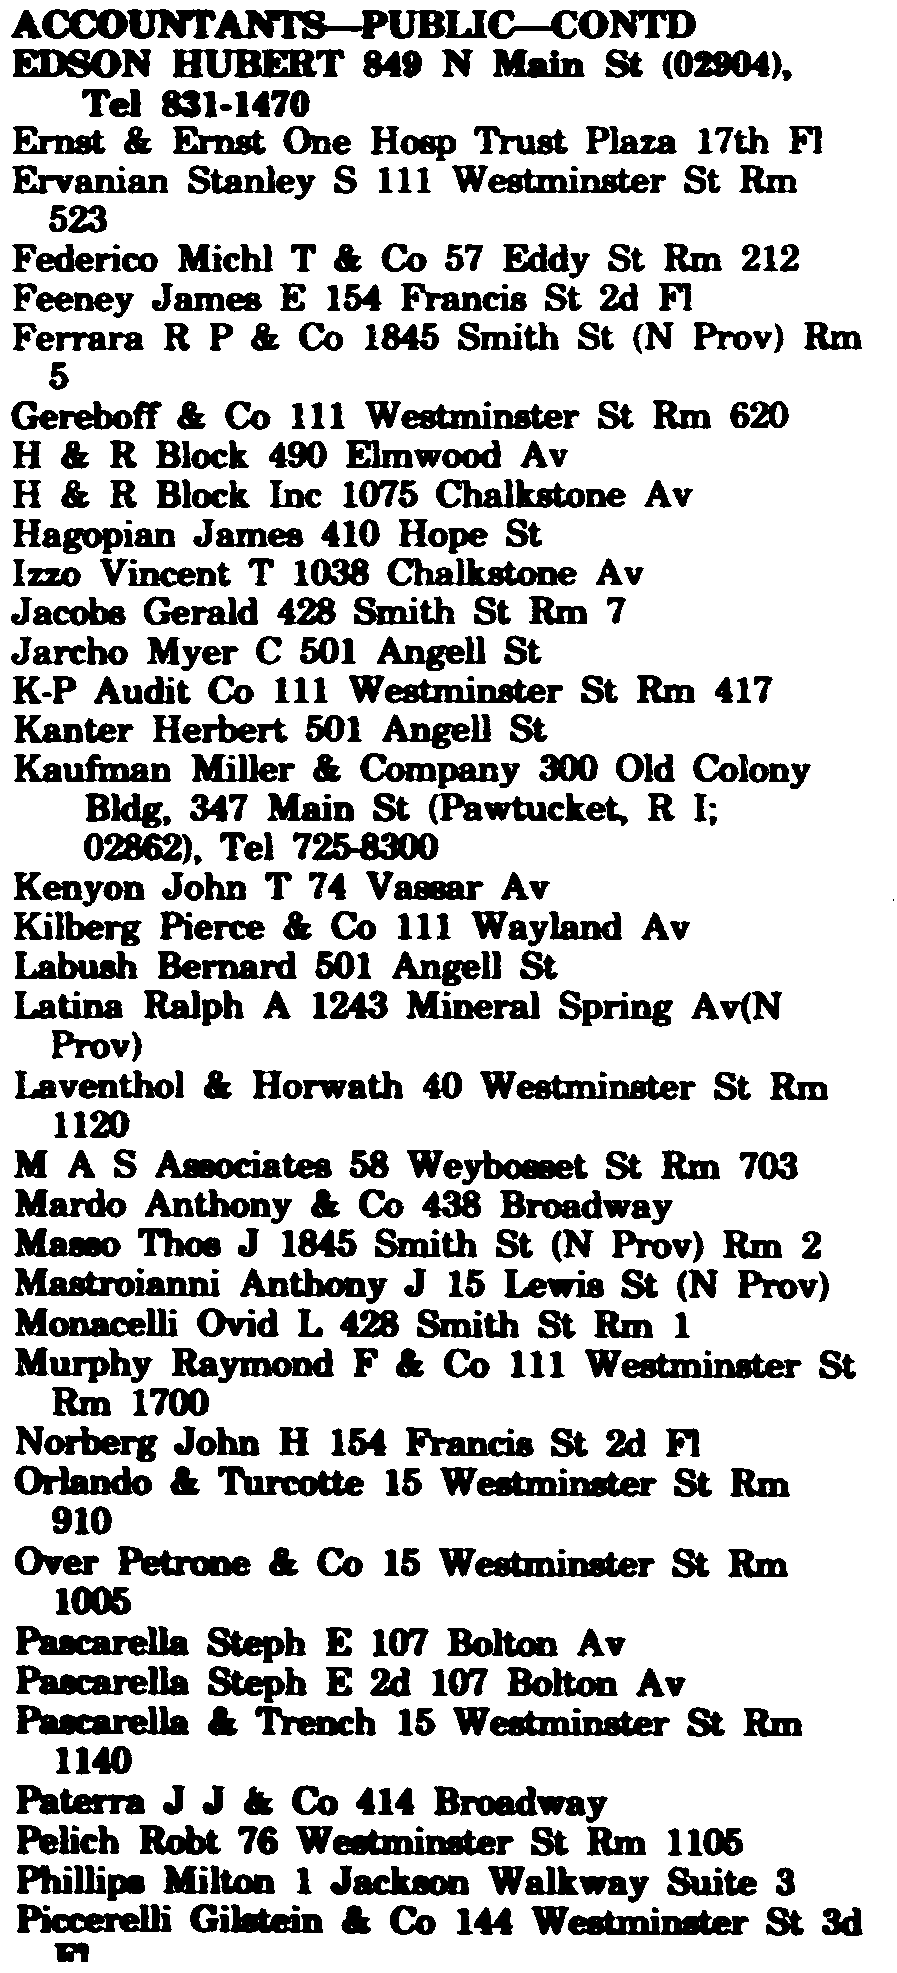 ACCOUNTANTS—PUBLIC—CONTD
EDSON HUBERT 849 N Main St (02904),
Tel 831-1470
Ernst & Ernst One Hosp Trust Plaza 17th Fl
Ervanian Stanley S 111 Westminster St Rm
523
Federico Michl T & Co 57 Eddy St Rm 212
Feeney James E 154 Francis St 2d Fl
Ferrara R P & Co 1845 Smith St (N Prov) Rm
5
Gereboff & Co 111 Westminster St Rm 620
H & R Block 490 Elmwood Av
H & R Block Inc 1075 Chalkstone Av
Hagopian James 410 Hope St
Izzo Vincent T 1038 Chalkstone Av
Jacobs Gerald 428 Smith St Rm 7
Jarcho Myer C 501 Angell St
K-P Audit Co 111 Westminster St Rm 417
Kanter Herbert 501 Angell St
Kaufman Miller & Company 300 Old Colony
Bldg, 347 Main St (Pawtucket, R I;
02862), Tel 725-8300
Kenyon John T 74 Vassar Av
Kilberg Pierce & Co 111 Wayland Av
Labush Bernard 501 Angell St
Latina Ralph A 1243 Mineral Spring Av(N
Prov)
Laventhol & Horwath 40 Westminster St Rm
1120
M A S Associates 58 Weybosset St Rm 703
Mardo Anthony & Co 438 Broadway
Masso Thos J 1845 Smith St (N Prov) Rm 2
Mastroianni Anthony J 15 Lewis St (N Prov)
Monacelli Ovid L 428 Smith St Rm 1
Murphy Raymond F & Co 111 Westminster St
Rm 1700
Norberg John H 154 Francis St 2d Fl
Orlando & Turcotte 15 Westminster St Rm
910
Over Petrone & Co 15 Westminster St Rm
1005
Pascarella Steph E 107 Bolton Av
Pascarella Steph E 2d 107 Bolton Av
Pascarella & Trench 15 Westminster St Rm
1140
Paterra J J & Co 414 Broadway
Pelich Robt 76 Westminster St Rm 1105
Phillips Milton 1 Jackson Walkway Suite 3
Piccerelli Gilstein & Co 144 Westminster St 3d
Fl